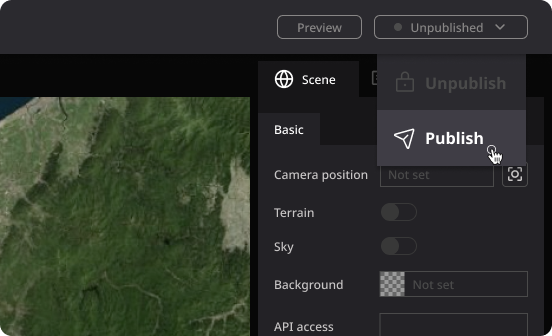 Preview
Unpublished
Scene
Unpublish
Publish
Basic
Camera position
Not set
Terrain
Sky
Background
Not set
API access